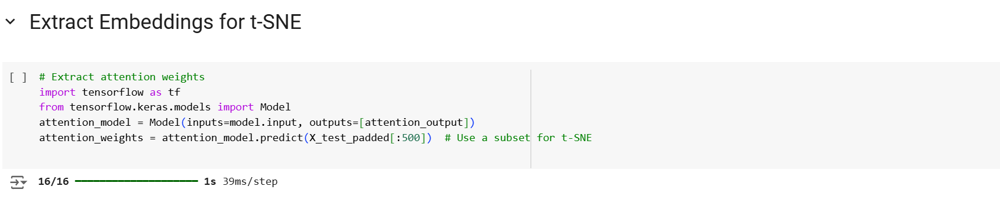 Extract Embeddings for t-SNE
[ ] # Extract attention weights
import tensorflow as tf
from tensorflow.keras.models import Model
attention_model = Model(inputs=model.input, outputs=[attention_output])
attention_weights = attention_model.predict(X_test_padded[:500])  # Use a subset for t-SNE
16/16 1s 39ms/step